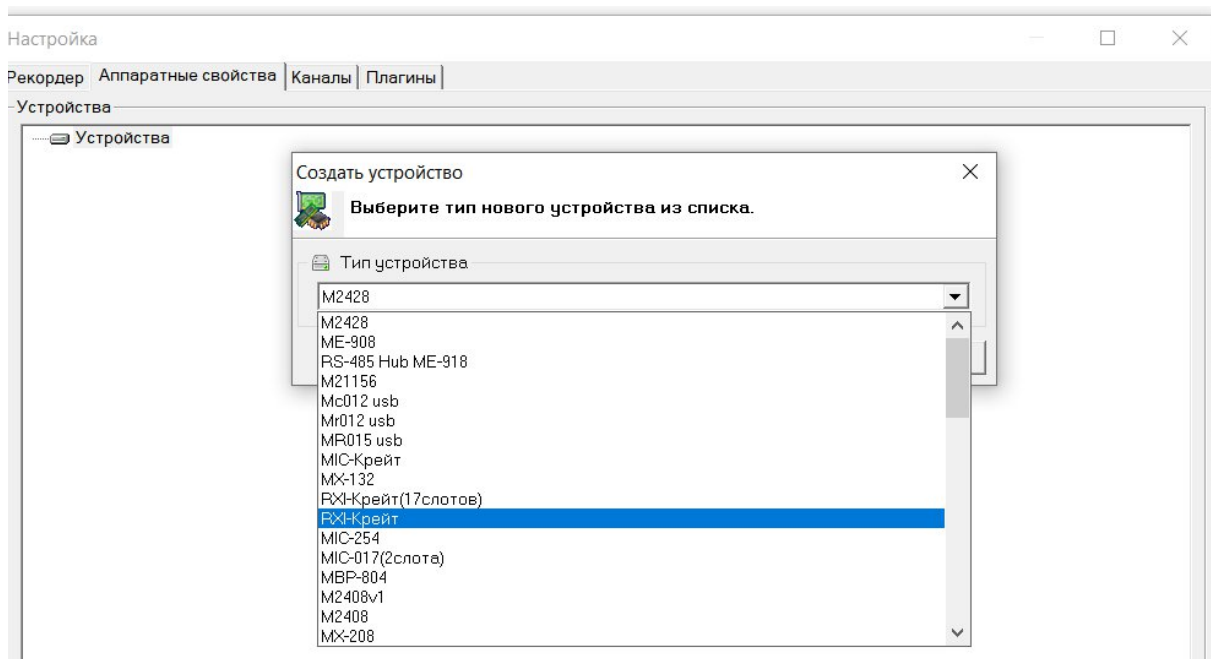 Настройка
Рекордер Аппаратные свойства Каналы Плагины
Устройства
Устройства
Создать устройство
Выберите тип нового устройства из списка.
Тип устройства
M2428
M2428
ME-908
RS-485 Hub ME-918
M21156
Mc012 usb
Mr012 usb
MR015 usb
MIC-Крейт
MX-132
RXI-Крейт(17слотов)
RXI-Крейт
MIC-254
MIC-017(2слота)
MBP-804
M2408v1
M2408
MX-208